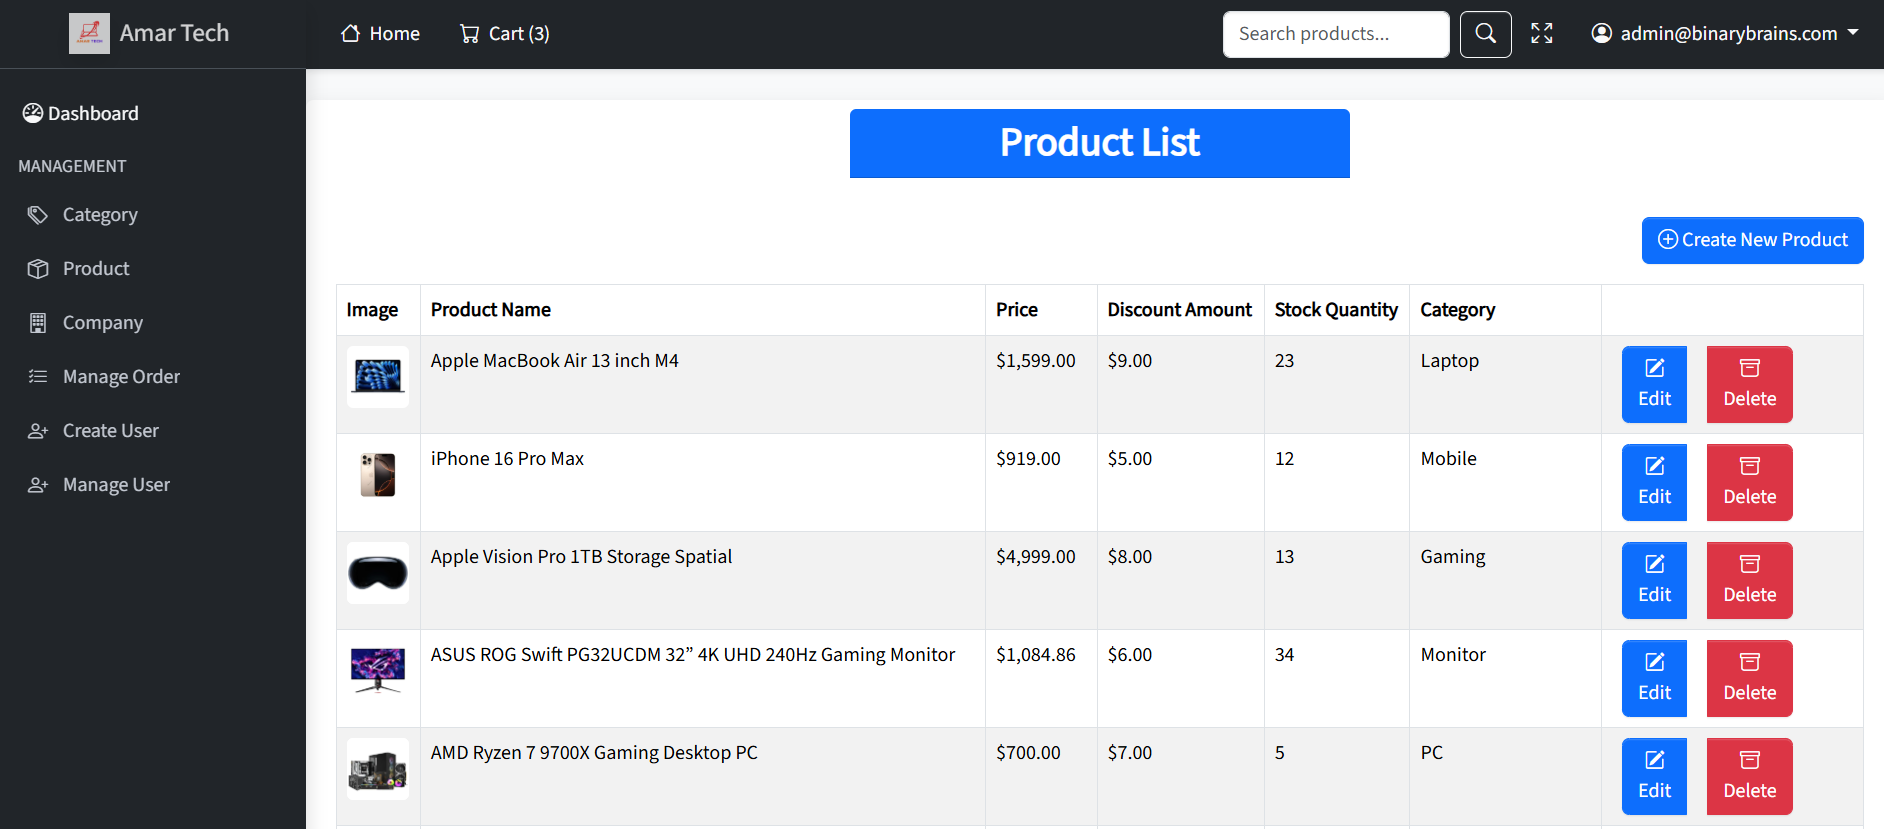 Amar Tech
Home
Cart (3)
Search products...
admin@binarybrains.com
Dashboard
MANAGEMENT
Category
Product
Company
Manage Order
Create User
Manage User
Product List
Create New Product
Image Product Name Price Discount Amount Stock Quantity Category
Apple MacBook Air 13 inch M4 $1,599.00 $9.00 23 Laptop Edit Delete
iPhone 16 Pro Max $919.00 $5.00 12 Mobile Edit Delete
Apple Vision Pro 1TB Storage Spatial $4,999.00 $8.00 13 Gaming Edit Delete
ASUS ROG Swift PG32UCDM 32” 4K UHD 240Hz Gaming Monitor $1,084.86 $6.00 34 Monitor Edit Delete
AMD Ryzen 7 9700X Gaming Desktop PC $700.00 $7.00 5 PC Edit Delete